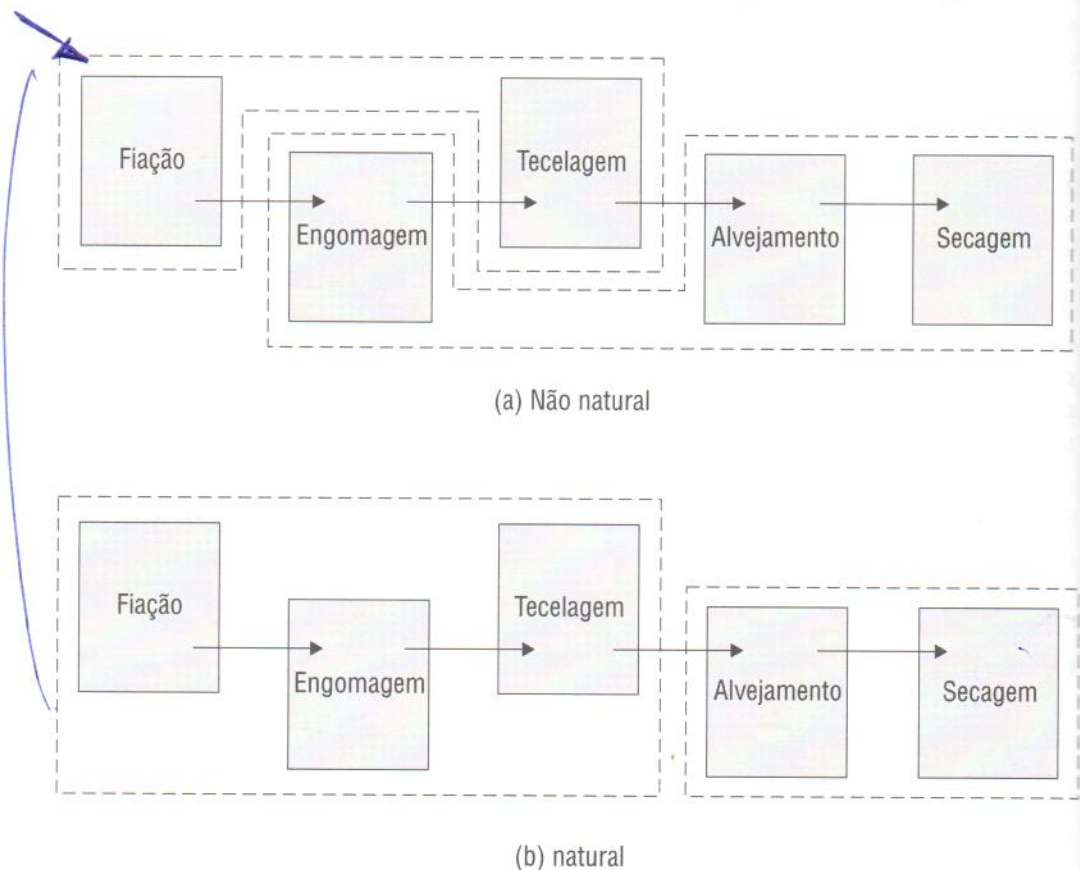 Fiação
Engomagem
Tecelagem
Alvejamento
Secagem
(a) Não natural
Fiação
Engomagem
Tecelagem
Alvejamento
Secagem
(b) natural